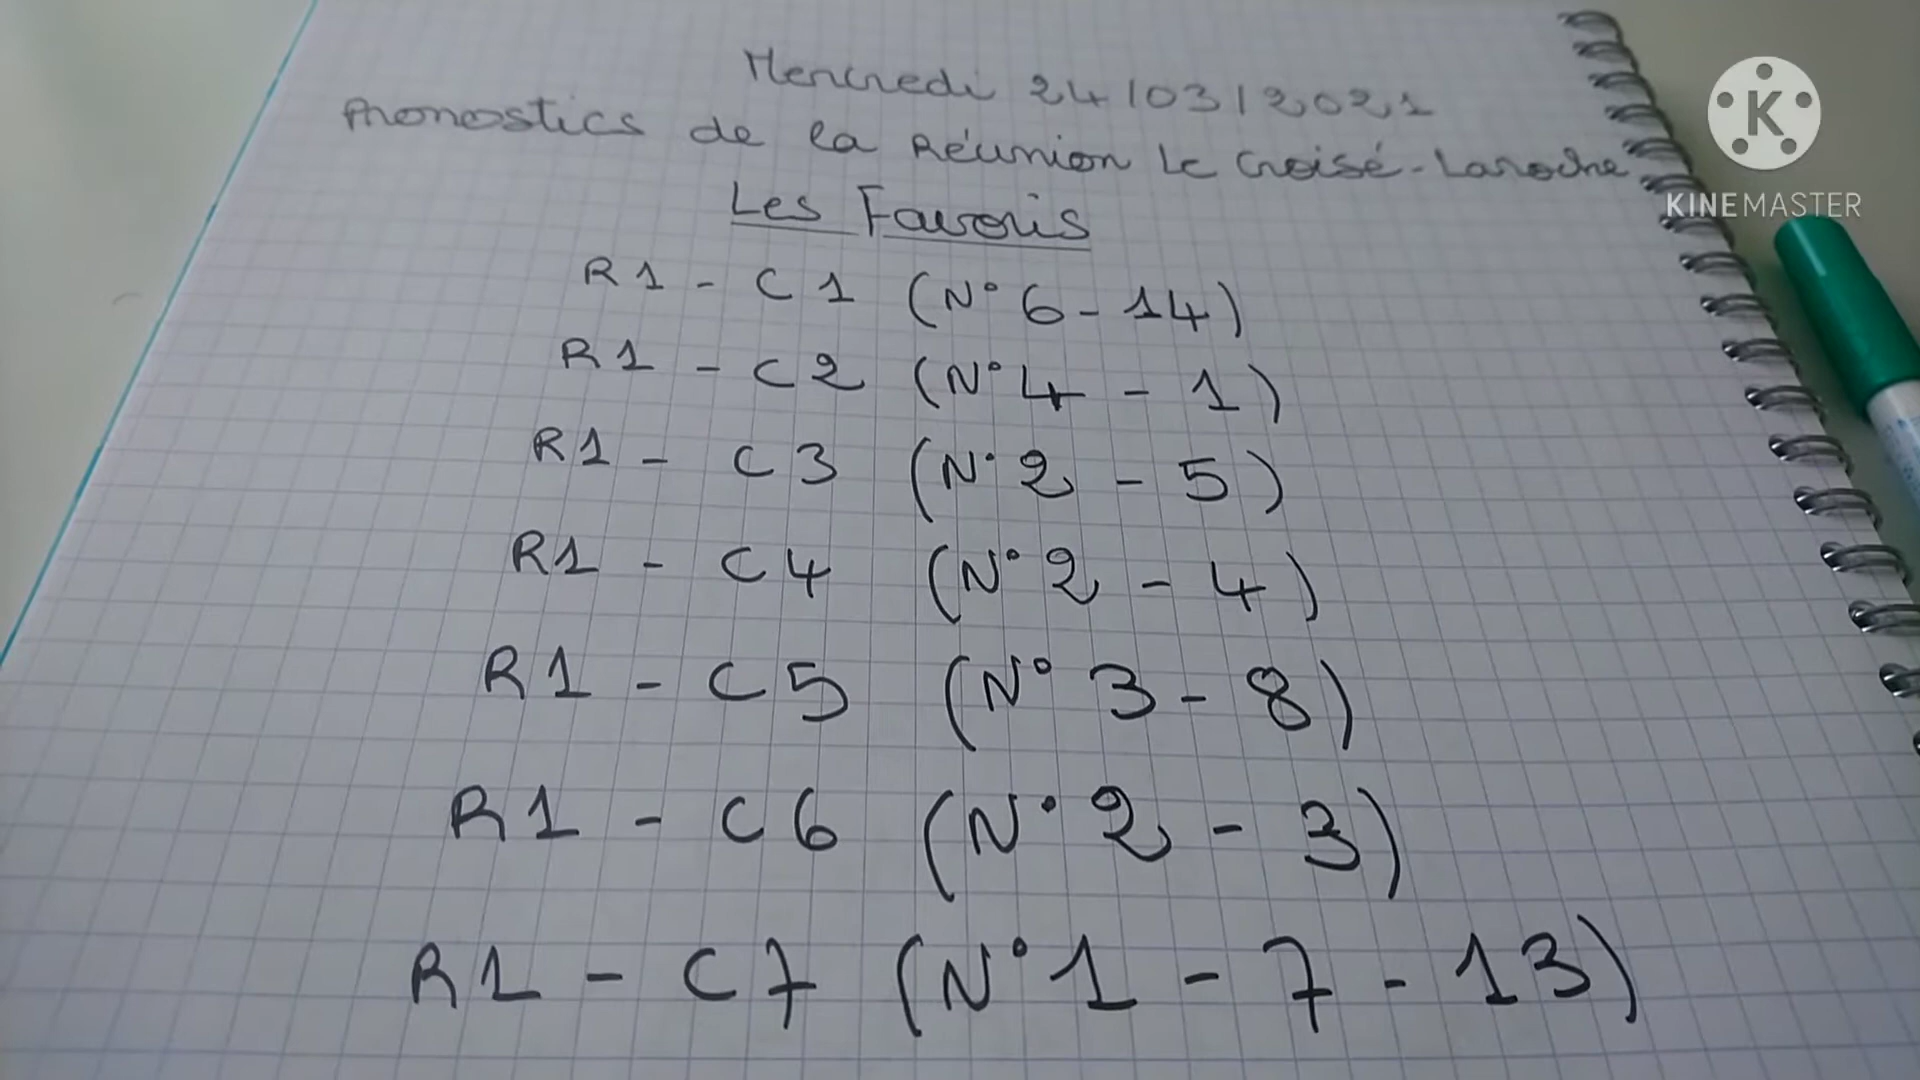 Mercredi 24/03/2021
Pronostics de la Réunion Le Croisé-Laroche
Les Favoris
R1 - C1 (N° 6 - 14)
R1 - C2 (N° 4 - 1)
R1 - C3 (N° 2 - 5)
R1 - C4 (N° 2 - 4)
R1 - C5 (N° 3 - 8)
R1 - C6 (N° 2 - 3)
R1 - C7 (N° 1 - 7 - 13)
K
KINEMASTER